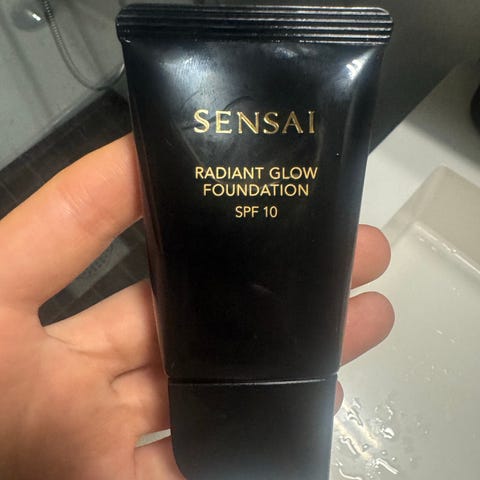 SENSAI
RADIANT GLOW
FOUNDATION
SPF 10